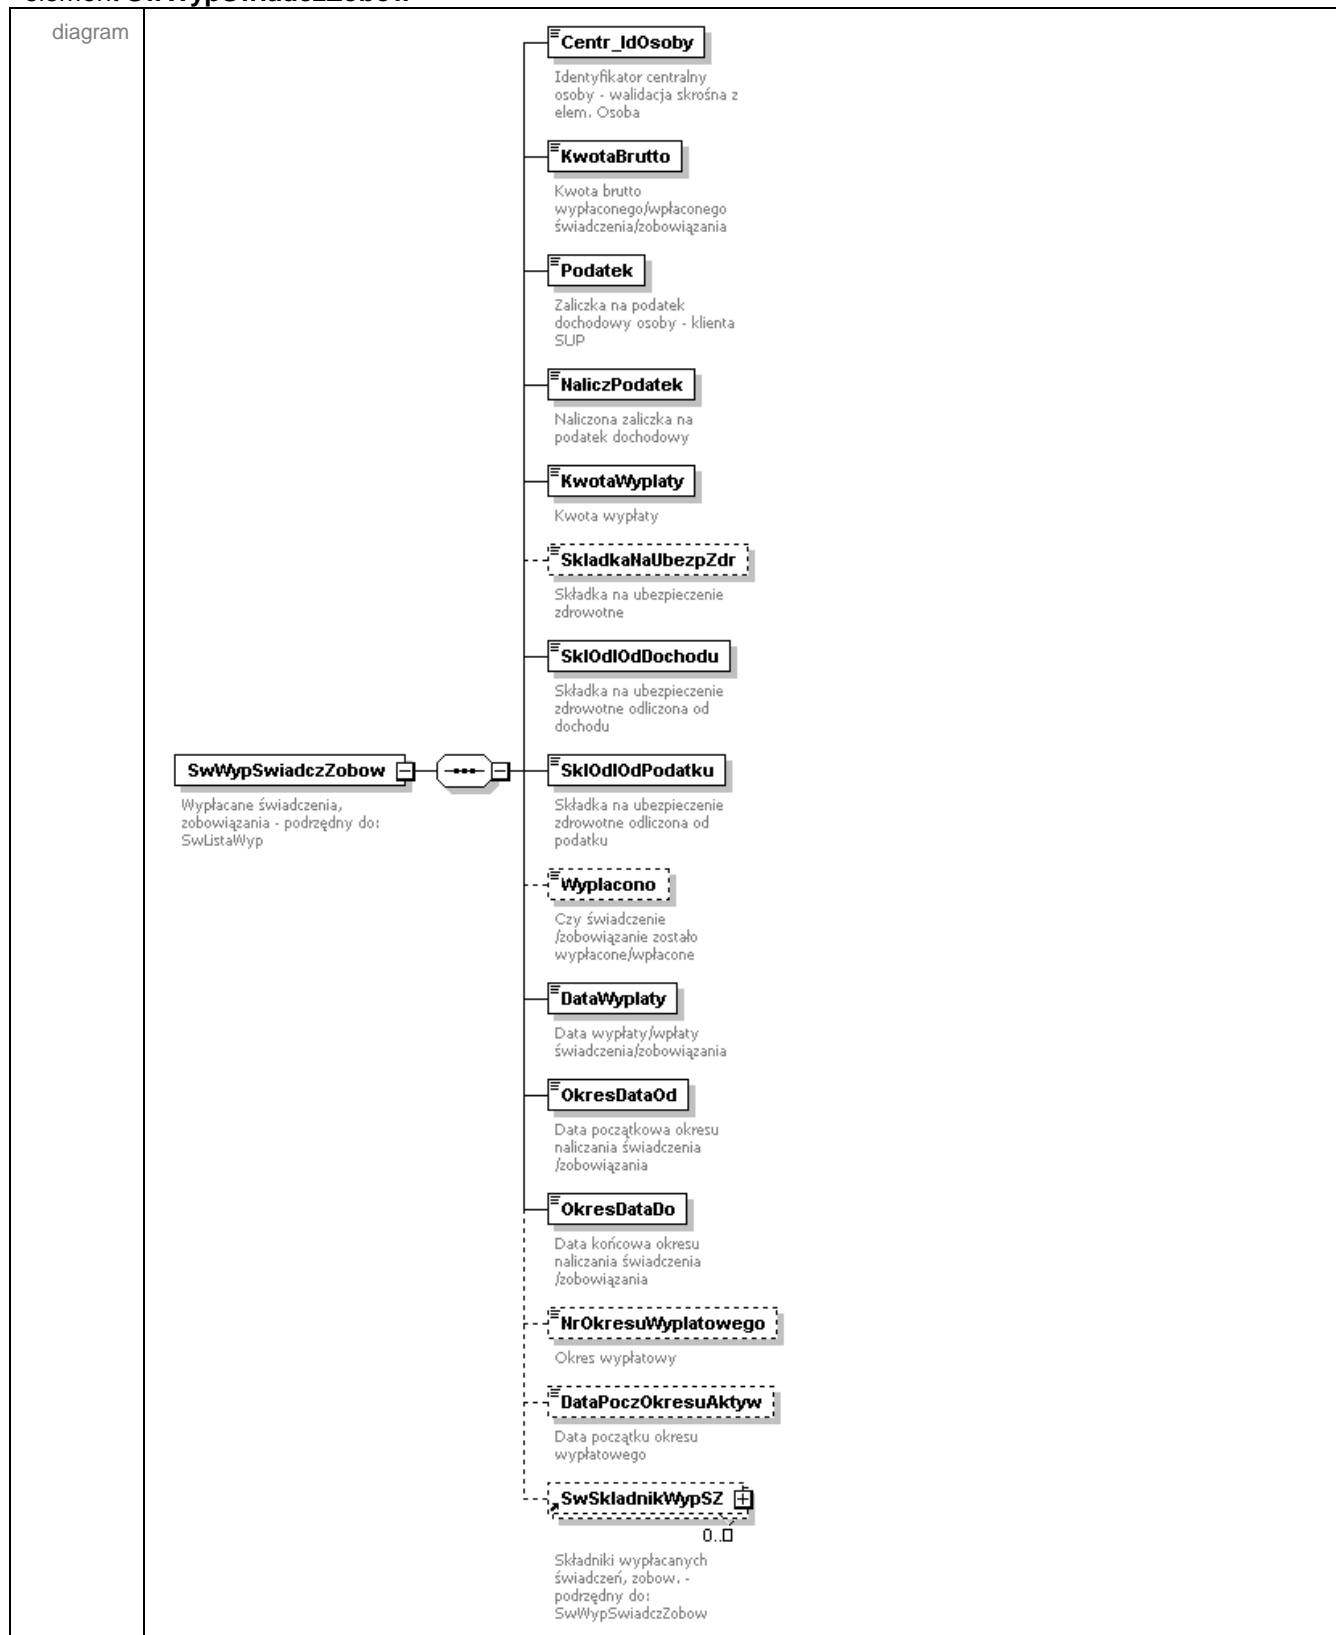 element SwWypSwiadczZobow
diagram
Centr_IdOsoby
Identyfikator centralny
osoby - walidacja skrośna z
elem. Osoba
KwotaBrutto
Kwota brutto
wypłaconego/wpłaconego
świadczenia/zobowiązania
Podatek
Zaliczka na podatek
dochodowy osoby - klienta
SUP
NaliczPodatek
Naliczona zaliczka na
podatek dochodowy
KwotaWyplaty
Kwota wypłaty
SkladkaNaUbezpZdr
Składka na ubezpieczenie
zdrowotne
SklOdlOdDochodu
Składka na ubezpieczenie
zdrowotne odliczona od
dochodu
SwWypSwiadczZobow
Wypłacane świadczenia,
zobowiązania - podrzędny do:
SwListaWyp
SklOdlOdPodatku
Składka na ubezpieczenie
zdrowotne odliczona od
podatku
Wyplacono
Czy świadczenie
/zobowiązanie zostało
wypłacone/wpłacone
DataWyplaty
Data wypłaty/wpłaty
świadczenia/zobowiązania
OkresDataOd
Data początkowa okresu
naliczania świadczenia
/zobowiązania
OkresDataDo
Data końcowa okresu
naliczania świadczenia
/zobowiązania
NrOkresuWyplatowego
Okres wypłatowy
DataPoczOkresuAktyw
Data początku okresu
wypłatowego
SwSkladnikWypSZ
0..
Składniki wypłacanych
świadczeń, zobow. -
podrzędny do:
SwWypSwiadczZobow